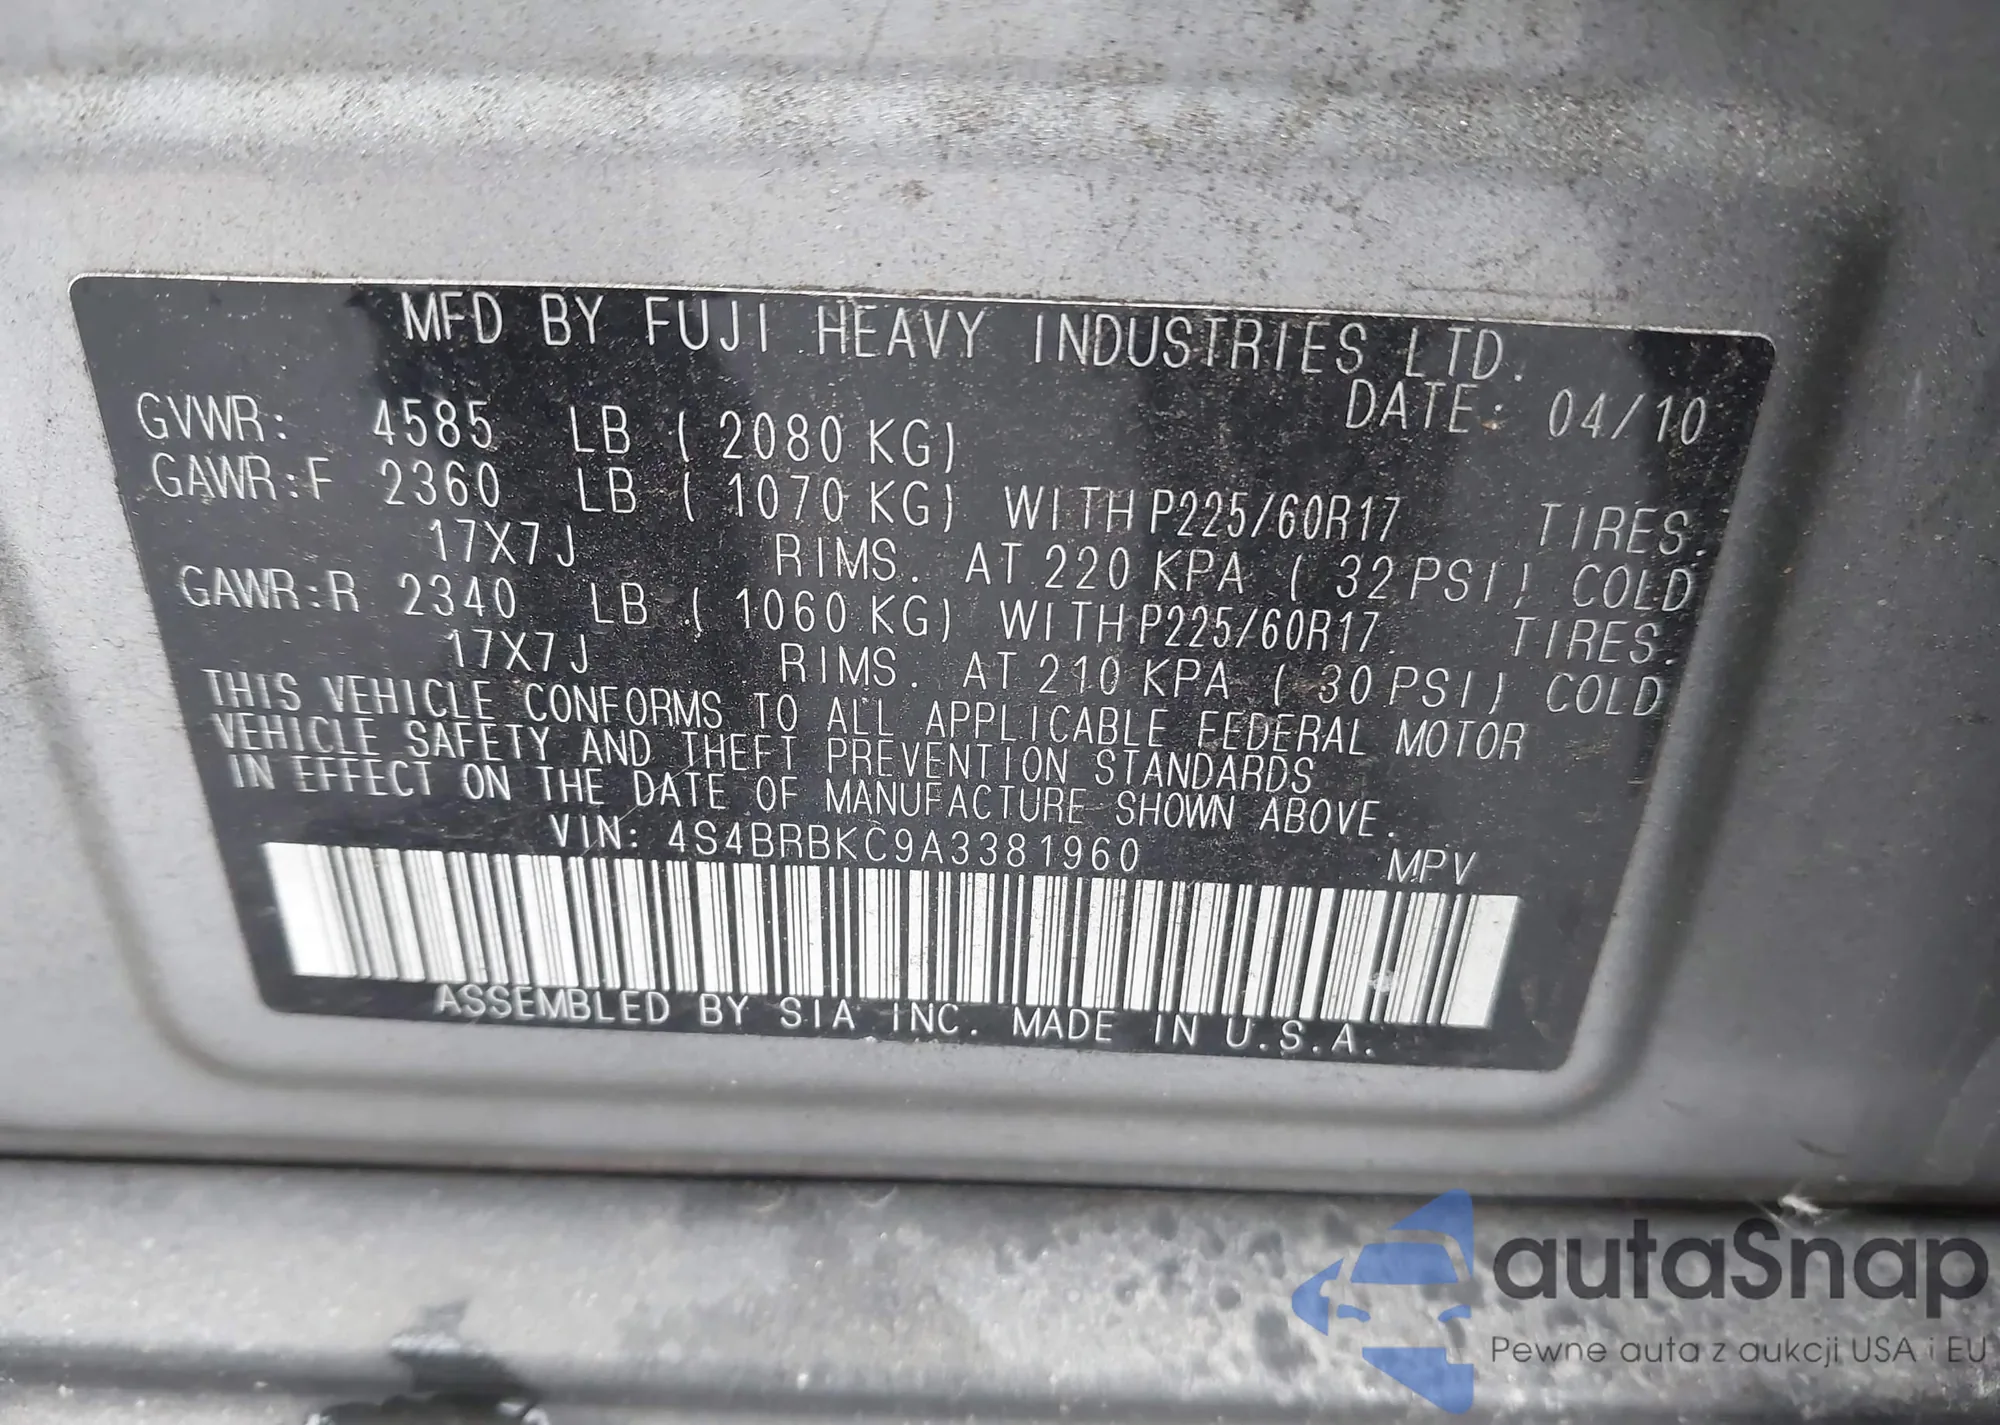 MFD BY FUJI HEAVY INDUSTRIES LTD.
DATE: 04/10
GVWR: 4585 LB ( 2080 KG)
GAWR:F 2360 LB ( 1070 KG) WITH P225/60R17 TIRES.
17X7J RIMS. AT 220 KPA ( 32 PSI) COLD
GAWR:R 2340 LB ( 1060 KG) WITH P225/60R17 TIRES.
17X7J RIMS. AT 210 KPA ( 30 PSI) COLD
THIS VEHICLE CONFORMS TO ALL APPLICABLE FEDERAL MOTOR
VEHICLE SAFETY AND THEFT PREVENTION STANDARDS
IN EFFECT ON THE DATE OF MANUFACTURE SHOWN ABOVE.
VIN: 4S4BRBKC9A3381960 MPV
ASSEMBLED BY SIA INC. MADE IN U.S.A.
autaSnap
Pewne auta z aukcji USA i EU